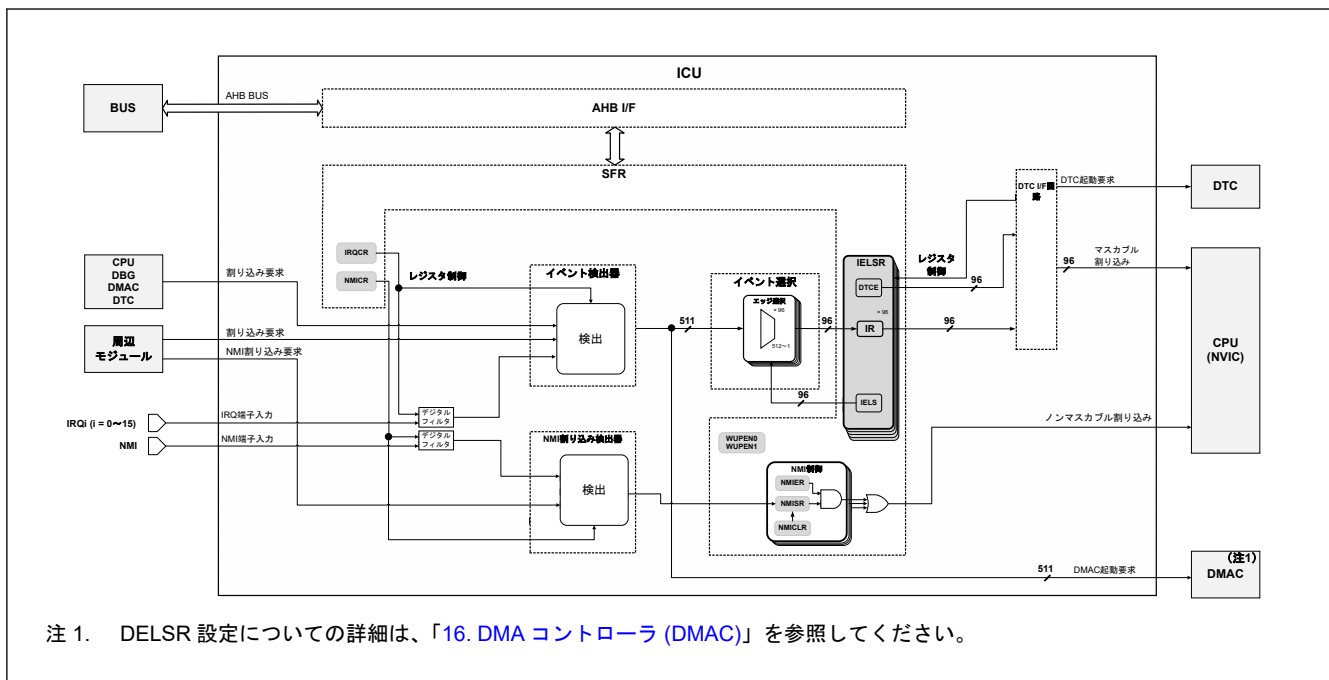 ICU
BUS
AHB BUS
AHB I/F
SFR
DTC I/F回
路
DTC起動要求
DTC
IRQCR
NMICR
レジスタ制御
CPU
DBG
DMAC
DTC
割り込み要求
イベント検出器
検出
511
イベント選択
エッジ選択
= 96
512~1
96
96
IELSR
DTCE
= 96
IR
IELS
レジスタ
制御
96
96
96
マスカブル
割り込み
CPU
(NVIC)
周辺
モジュール
割り込み要求
NMI割り込み要求
IRQi (i = 0~15)
IRQ端子入力
デジタル
フィルタ
NMI
NMI端子入力
デジタル
フィルタ
NMI割り込み検出器
検出
WUPEN0
WUPEN1
NMI制御
NMIER
NMISR
NMICLR
ノンマスカブル割り込み
511
DMAC起動要求
(注1)
DMAC
注 1. DELSR 設定についての詳細は、「16. DMA コントローラ (DMAC)」を参照してください。